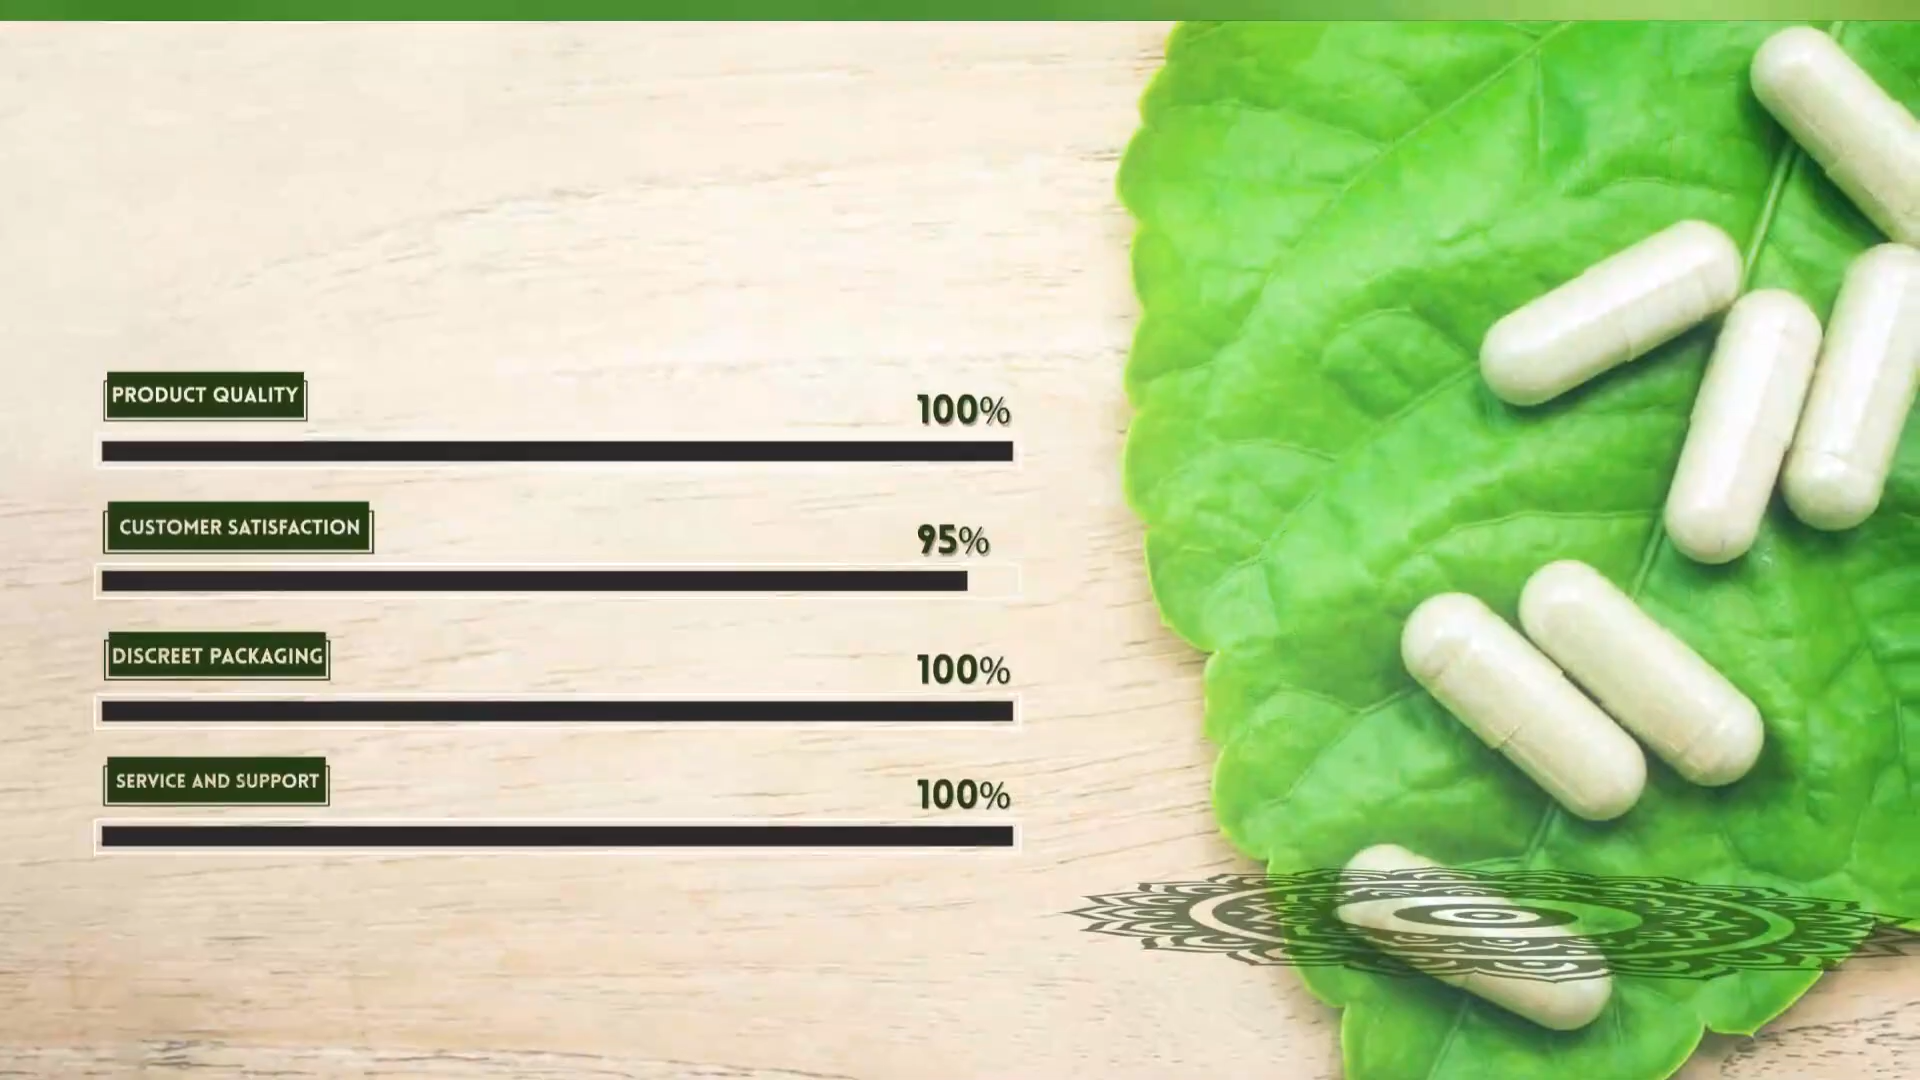 PRODUCT QUALITY
100%
CUSTOMER SATISFACTION
95%
DISCREET PACKAGING
100%
SERVICE AND SUPPORT
100%